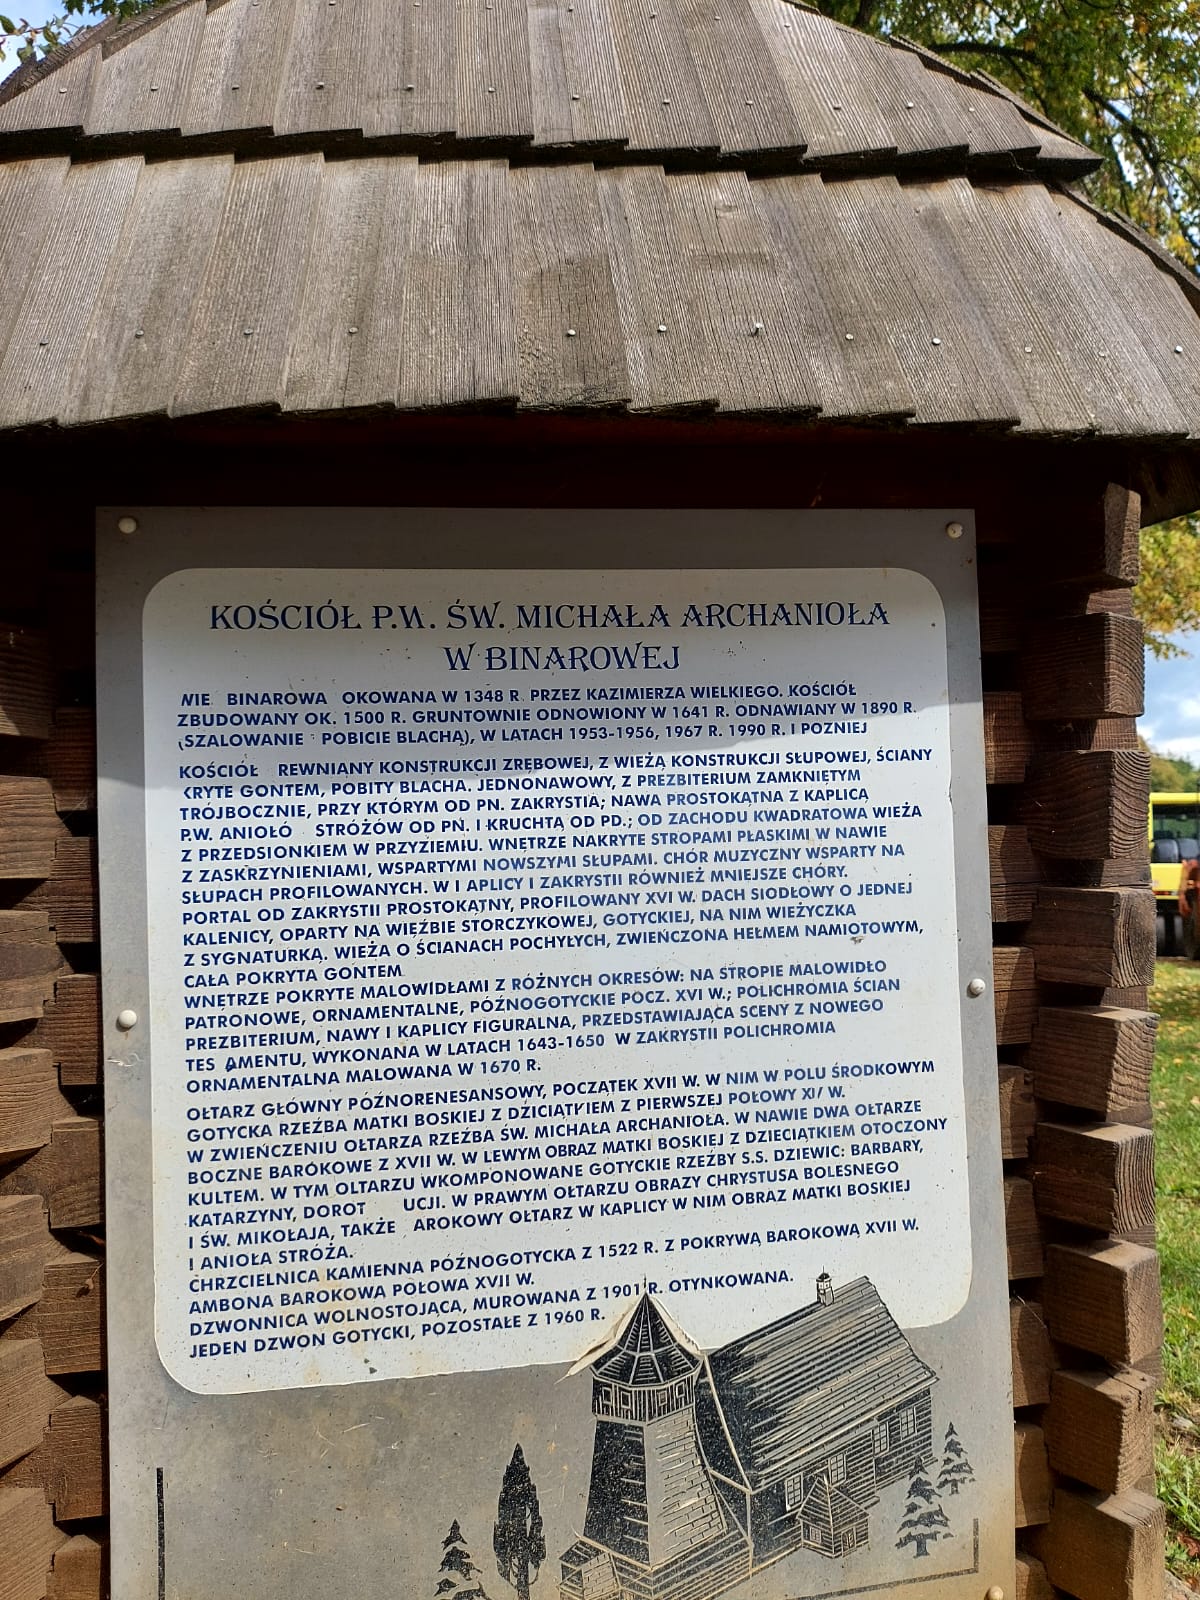 KOŚCIÓŁ P.W. ŚW. MICHAŁA ARCHANIOŁA
W BINAROWEJ
NIE BINAROWA OKOWANA W 1348 R. PRZEZ KAZIMIERZA WIELKIEGO. KOŚCIÓŁ
ZBUDOWANY OK. 1500 R. GRUNTOWNIE ODNOWIONY W 1641 R. ODNAWIANY W 1890 R.
(SZALOWANIE POBICIE BLACHĄ), W LATACH 1953-1956, 1967 R. 1990 R. I POZNIEJ
KOŚCIÓŁ REWNIANY KONSTRUKCJI ZRĘBOWEJ, Z WIEŻĄ KONSTRUKCJI SŁUPOWEJ, ŚCIANY
KRYTE GONTEM, POBITY BLACHA. JEDNONAWOWY, Z PREZBITERIUM ZAMKNIĘTYM
TRÓJBOCZNIE, PRZY KTÓRYM OD PN. ZAKRYSTIA; NAWA PROSTOKĄTNA Z KAPLICĄ
P.W. ANIOŁÓ STRÓŻÓW OD PN. I KRUCHTĄ OD PD.; OD ZACHODU KWADRATOWA WIEŻA
Z PRZEDSIONKIEM W PRZYZIEMIU. WNĘTRZE NAKRYTE STROPAMI PŁASKIMI W NAWIE
Z ZASKRZYNIENIAMI, WSPARTYMI NOWSZYMI SŁUPAMI. CHÓR MUZYCZNY WSPARTY NA
SŁUPACH PROFILOWANYCH. W I APLICY I ZAKRYSTII RÓWNIEŻ MNIEJSZE CHÓRY.
PORTAL OD ZAKRYSTII PROSTOKĄTNY, PROFILOWANY XVI W. DACH SIODŁOWY O JEDNEJ
KALENICY, OPARTY NA WIĘŹBIE STORCZYKOWEJ, GOTYCKIEJ, NA NIM WIEŻYCZKA
Z SYGNATURKĄ. WIEŻA O ŚCIANACH POCHYŁYCH, ZWIEŃCZONA HEŁMEM NAMIOTOWYM,
CAŁA POKRYTA GONTEM
WNĘTRZE POKRYTE MALOWIDŁAMI Z RÓŻNYCH OKRESÓW: NA STROPIE MALOWIDŁO
PATRONOWE, ORNAMENTALNE, PÓŹNOGOTYCKIE POCZ. XVI W.; POLICHROMIA ŚCIAN
PREZBITERIUM, NAWY I KAPLICY FIGURALNA, PRZEDSTAWIAJĄCA SCENY Z NOWEGO
TES AMENTU, WYKONANA W LATACH 1643-1650 W ZAKRYSTII POLICHROMIA
ORNAMENTALNA MALOWANA W 1670 R.
OŁTARZ GŁÓWNY PÓŹNORENESANSOWY, POCZĄTEK XVII W. W NIM W POLU ŚRODKOWYM
GOTYCKA RZEŹBA MATKI BOSKIEJ Z DZICIĄTKIEM Z PIERWSZEJ POŁOWY W.
W ZWIEŃCZENIU OŁTARZA RZEŹBA ŚW. MICHAŁA ARCHANIOŁA. W NAWIE DWA OŁTARZE
BOCZNE BAROKOWE Z XVII W. W LEWYM OBRAZ MATKI BOSKIEJ Z DZIECIĄTKIEM OTOCZONY
KULTEM. W TYM OLTARZU WKOMPONOWANE GOTYCKIE RZEŹBY S.S. DZIEWIC: BARBARY,
KATARZYNY, DOROT UCJI. W PRAWYM OŁTARZU OBRAZY CHRYSTUSA BOLESNEGO
I ŚW. MIKOŁAJA, TAKŻE AROKOWY OŁTARZ W KAPLICY W NIM OBRAZ MATKI BOSKIEJ
I ANIOŁA STRÓŻA.
CHRZCIELNICA KAMIENNA PÓŹNOGOTYCKA Z 1522 R. Z POKRYWĄ BAROKOWĄ XVII W.
AMBONA BAROKOWA POŁOWA XVII W.
DZWONNICA WOLNOSTOJĄCA, MUROWANA Z 1901 R. OTYNKOWANA.
JEDEN DZWON GOTYCKI, POZOSTAŁE Z 1960 R.